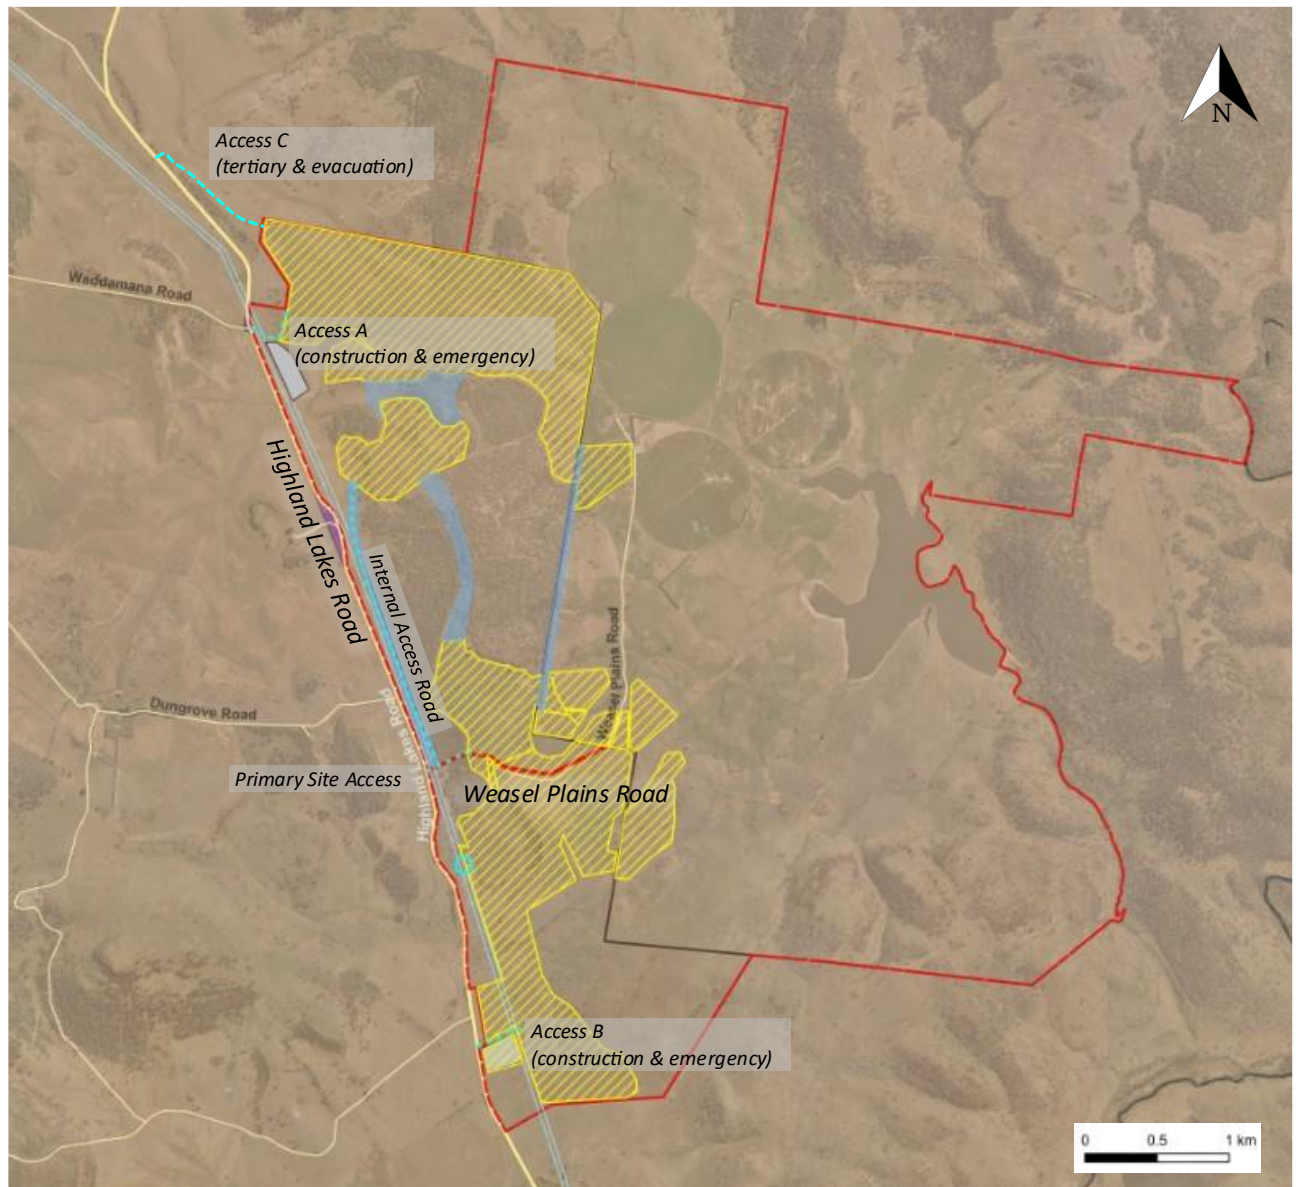 N
Access C
(tertiary & evacuation)
Waddamana Road
Access A
(construction & emergency)
Highland Lakes Road
Internal Access Road
Weasel Plains Road
Dungrove Road
Highland Lakes Road
Primary Site Access
Weasel Plains Road
Access B
(construction & emergency)
0 0.5 1 km